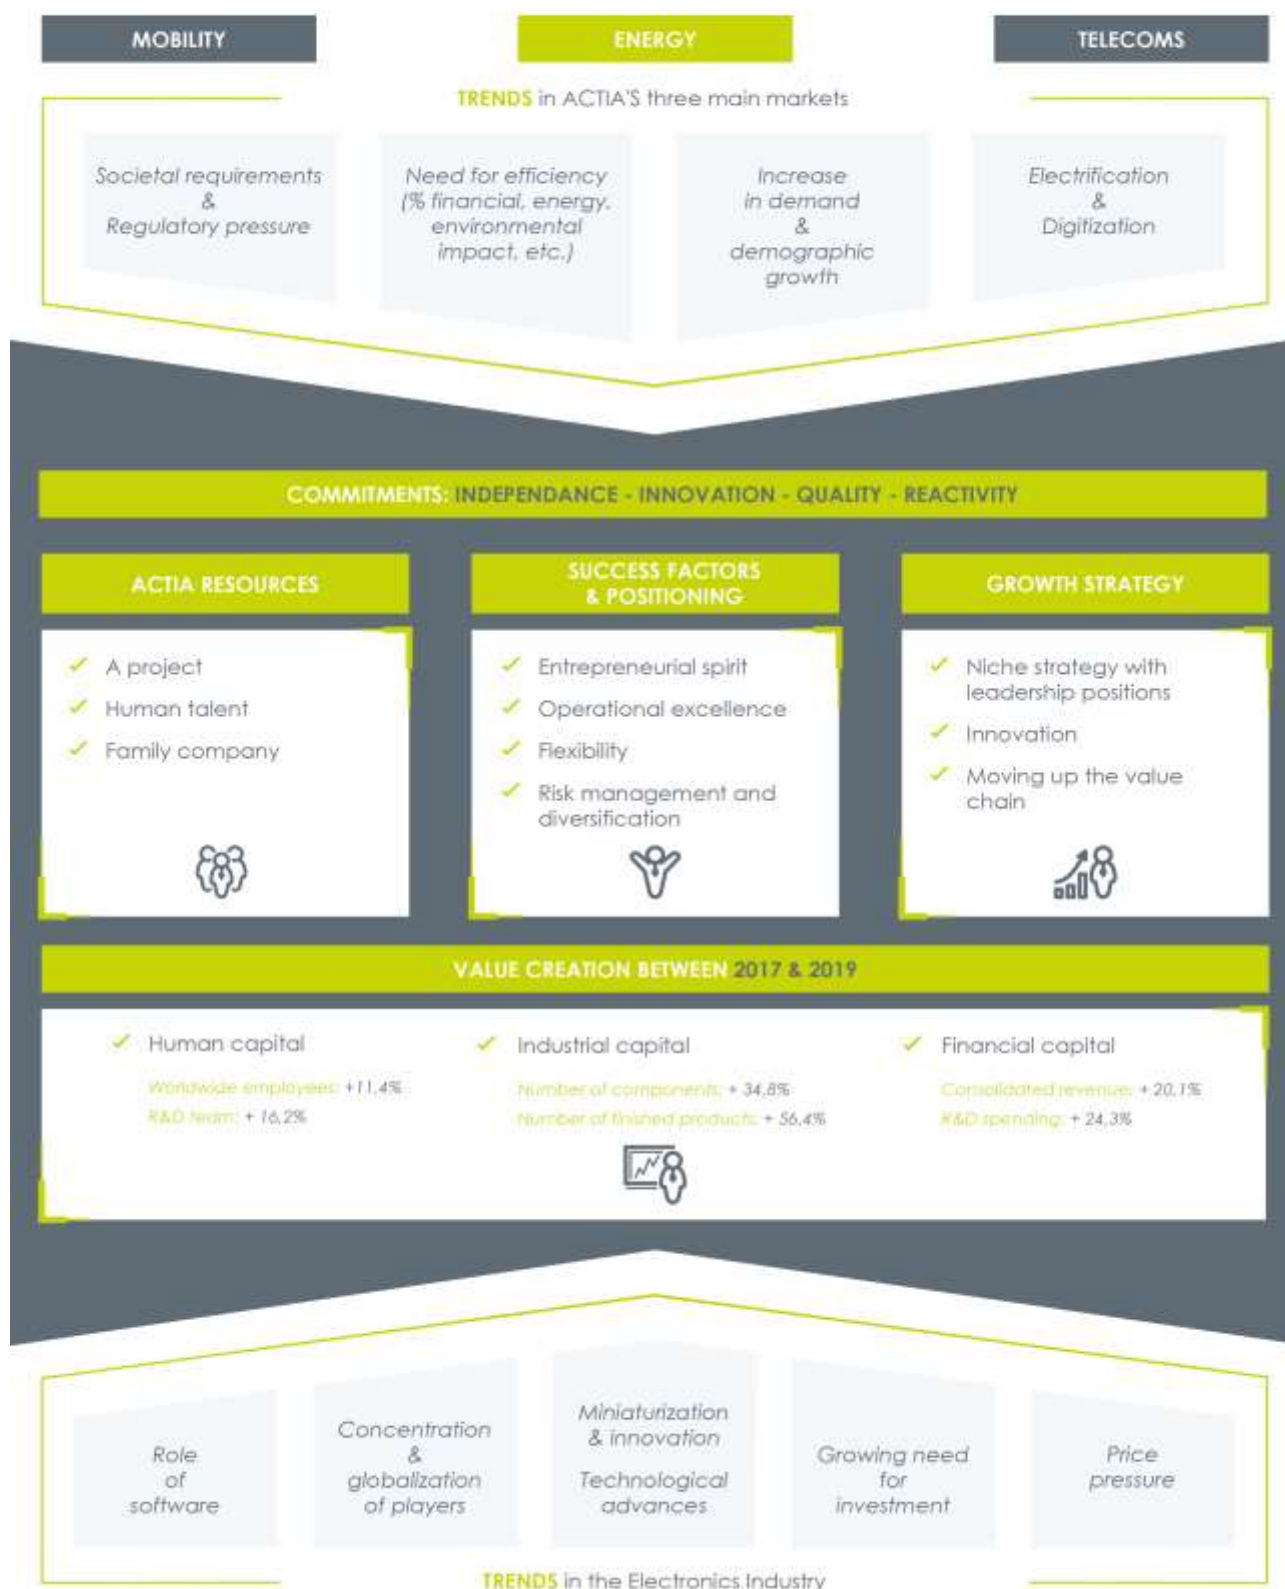 MOBILITY
ENERGY
TELECOMS
TRENDS in ACTIA'S three main markets
Societal requirements
&
Regulatory pressure
Need for efficiency
(% financial, energy,
environmental
impact, etc.)
Increase
in demand
&
demographic
growth
Electrification
&
Digitization
COMMITMENTS: INDEPENDANCE - INNOVATION - QUALITY - REACTIVITY
ACTIA RESOURCES
A project
Human talent
Family company
SUCCESS FACTORS
& POSITIONING
Entrepreneurial spirit
Operational excellence
Flexibility
Risk management and
diversification
GROWTH STRATEGY
Niche strategy with
leadership positions
Innovation
Moving up the value
chain
VALUE CREATION BETWEEN 2017 & 2019
Human capital
Worldwide employees: +11,4%
R&D team: + 16,2%
Industrial capital
Number of components: + 34,8%
Number of finished products: + 56,4%
Financial capital
Consolidated revenue: + 20,1%
R&D spending: + 24,3%
Role
of
software
Concentration
&
globalization
of players
Miniaturization
& innovation
Technological
advances
Growing need
for
investment
Price
pressure
TRENDS in the Electronics Industry